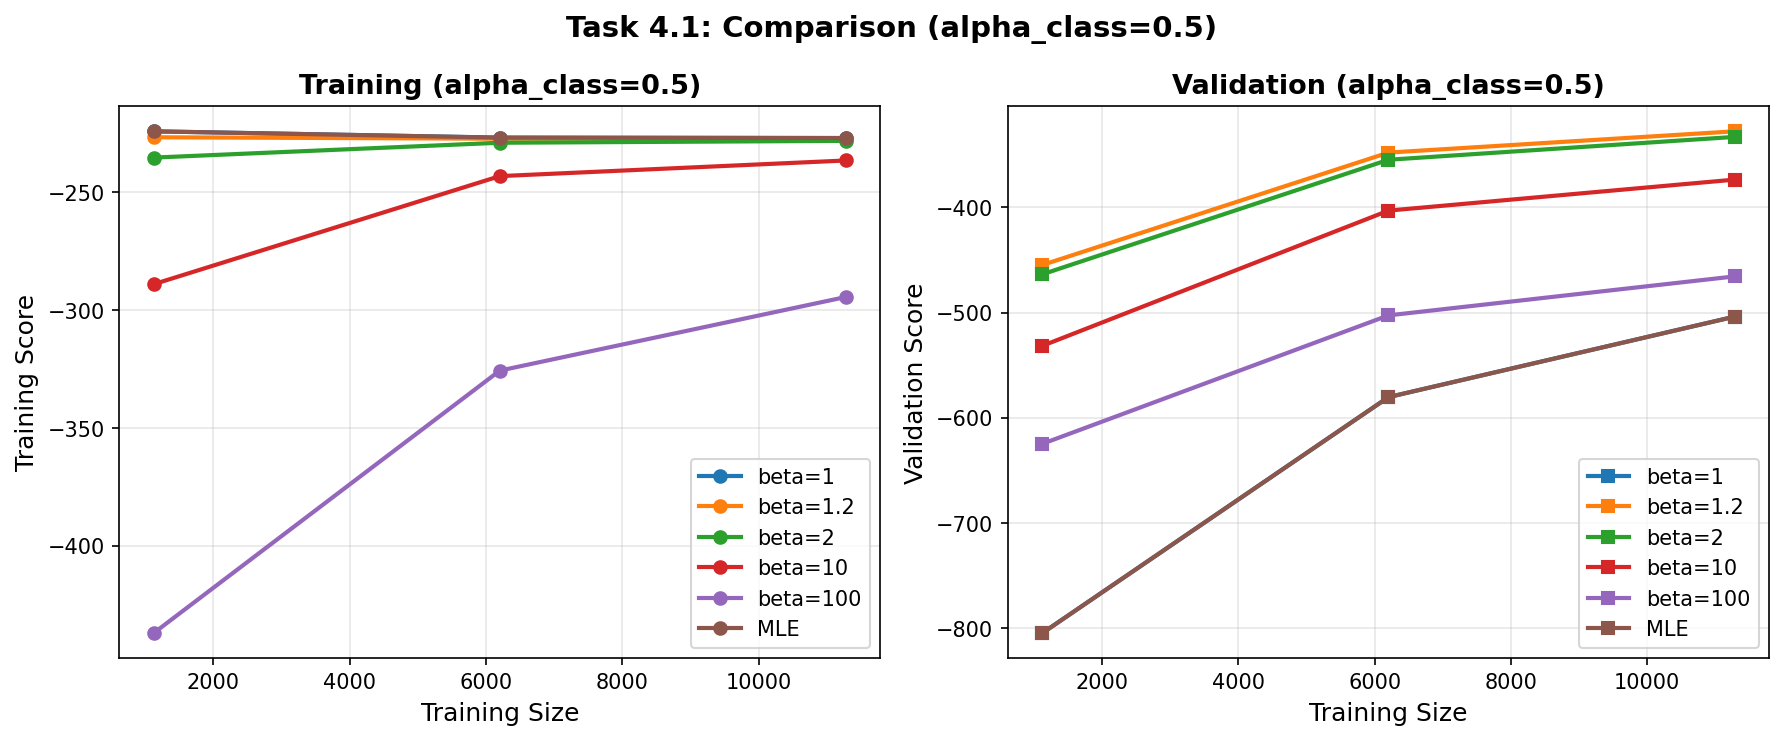 Task 4.1: Comparison (alpha_class=0.5)
Training (alpha_class=0.5)
−250
−300
−350
−400
Training Score
2000
4000
6000
8000
10000
Training Size
beta=1
beta=1.2
beta=2
beta=10
beta=100
MLE
Validation (alpha_class=0.5)
−400
−500
−600
−700
−800
Validation Score
2000
4000
6000
8000
10000
Training Size
beta=1
beta=1.2
beta=2
beta=10
beta=100
MLE